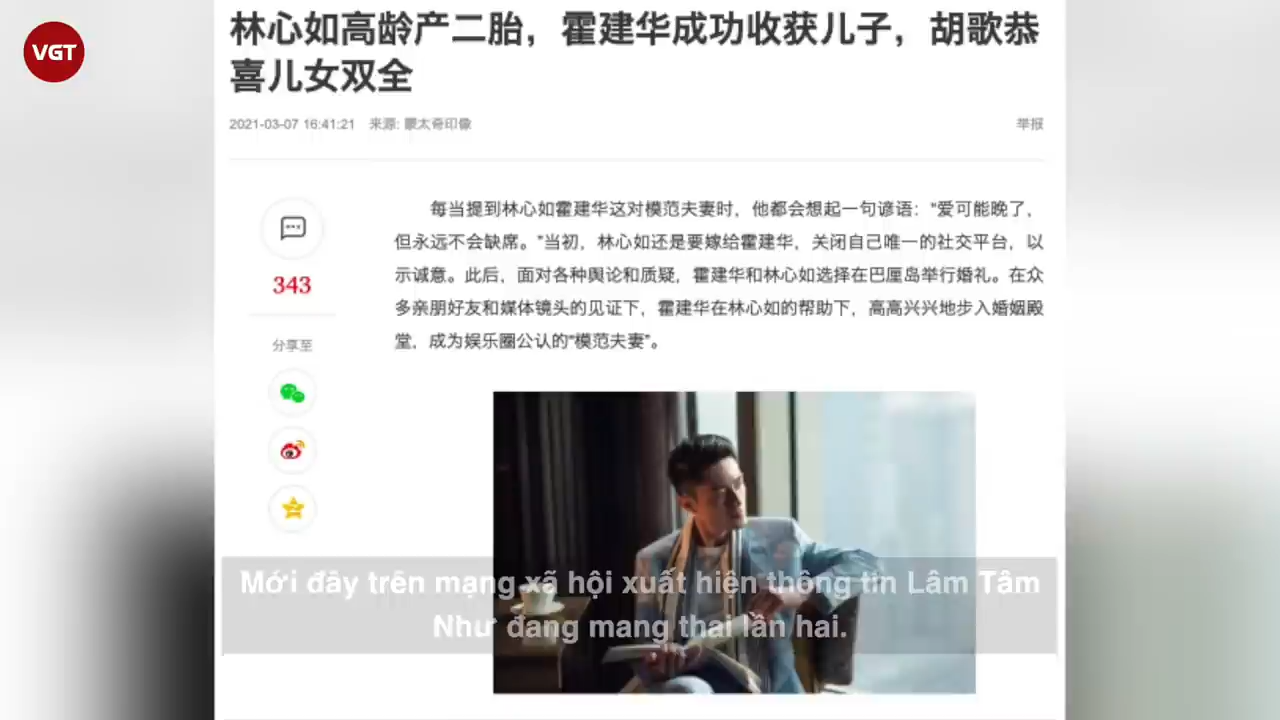 VGT
林心如高龄产二胎，霍建华成功收获儿子，胡歌恭
喜儿女双全
2021-03-07 16:41:21 来源: 蒙太奇印像
举报
每当提到林心如霍建华这对模范夫妻时，他都会想起一句谚语：“爱可能晚了，
但永远不会缺席。”当初，林心如还是要嫁给霍建华，关闭自己唯一的社交平台，以
示诚意。此后，面对各种舆论和质疑，霍建华和林心如选择在巴厘岛举行婚礼。在众
多亲朋好友和媒体镜头的见证下，霍建华在林心如的帮助下，高高兴兴地步入婚姻殿
堂，成为娱乐圈公认的“模范夫妻”。
343
分享至
Mới đây trên mạng xã hội xuất hiện thông tin Lâm Tâm
Như đang mang thai lần hai.